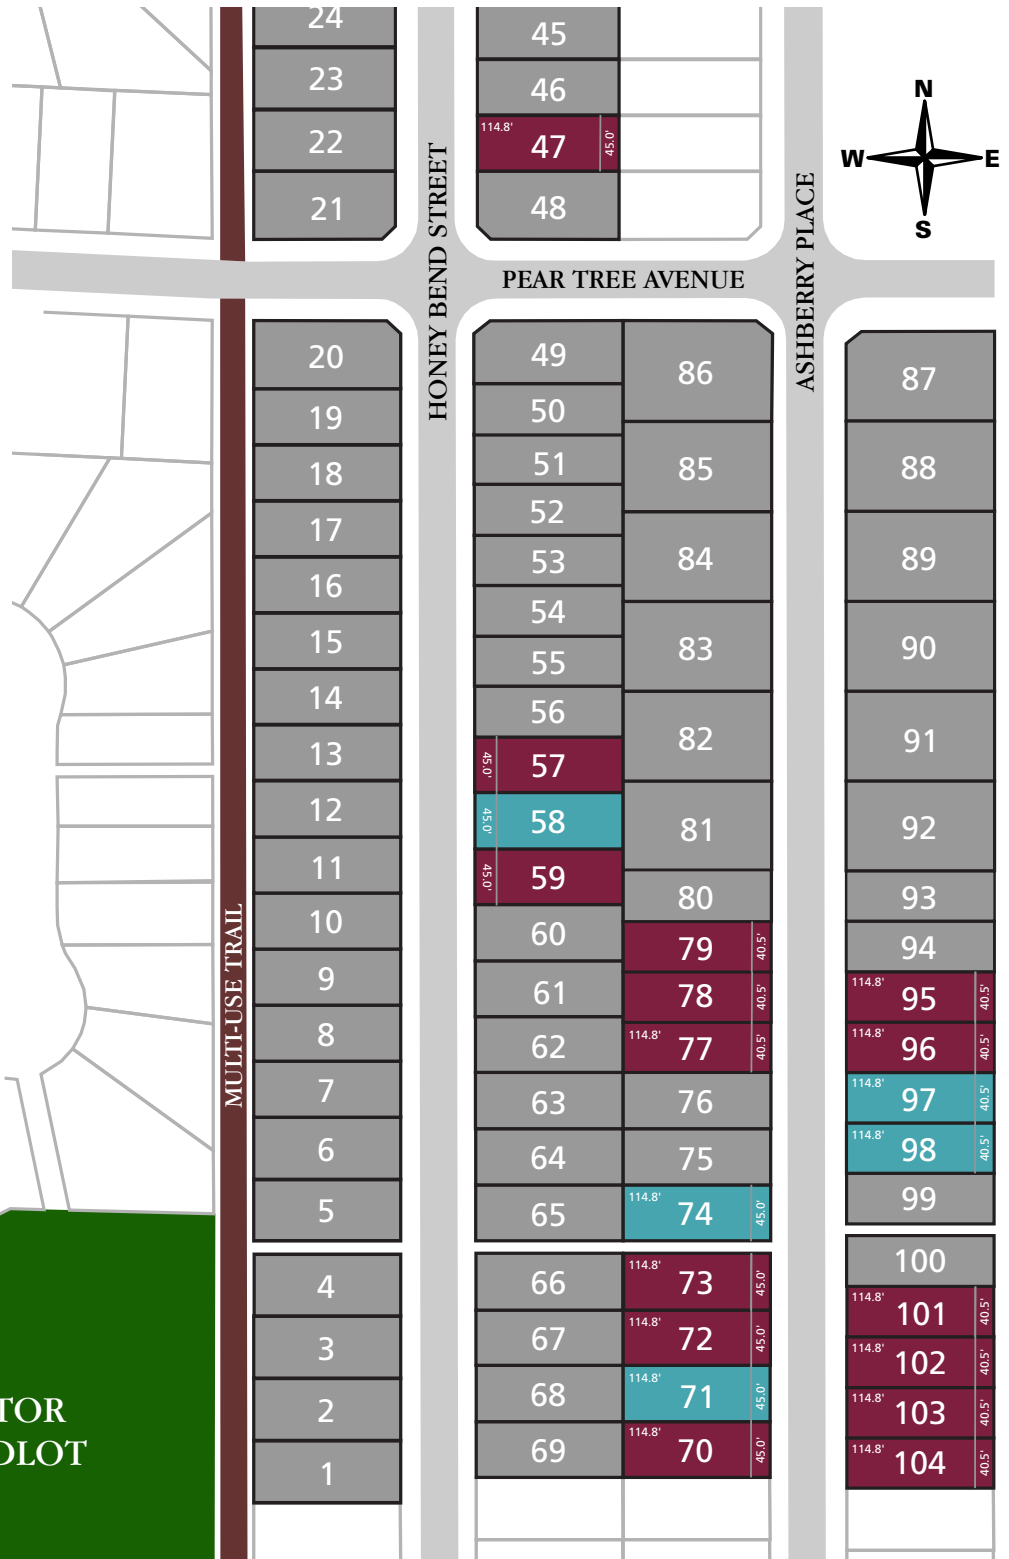 24
23
22
21
45
46
114.8' 47 45.0'
48
N
W E
S
HONEY BEND STREET
PEAR TREE AVENUE
ASHBERRY PLACE
MULTI-USE TRAIL
20
19
18
17
16
15
14
13
12
11
10
9
8
7
6
5
4
3
2
1
49
50
51
52
53
54
55
56
45.0' 57
45.0' 58
45.0' 59
60
61
62
63
64
65
66
67
68
69
86
85
84
83
82
81
80
79 40.5'
78 40.5'
114.8' 77 40.5'
76
75
114.8' 74 45.0'
114.8' 73 45.0'
114.8' 72 45.0'
114.8' 71 45.0'
114.8' 70 45.0'
87
88
89
90
91
92
93
94
114.8' 95 40.5'
114.8' 96 40.5'
114.8' 97 40.5'
114.8' 98 40.5'
99
100
114.8' 101 40.5'
114.8' 102 40.5'
114.8' 103 40.5'
114.8' 104 40.5'
TOR
DLOT